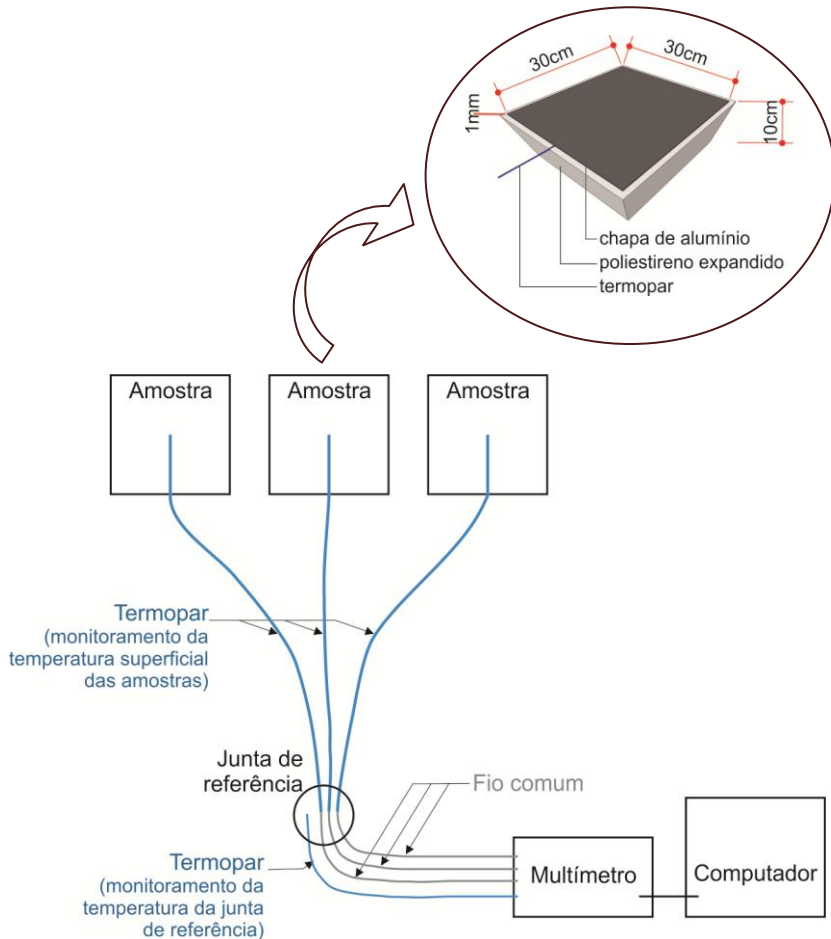 30cm
30cm
1mm
10cm
chapa de alumínio
poliestireno expandido
termopar
Amostra
Amostra
Amostra
Termopar
(monitoramento da
temperatura superficial
das amostras)
Junta de
referência
Fio comum
Termopar
(monitoramento da
temperatura da junta
de referência)
Multímetro
Computador